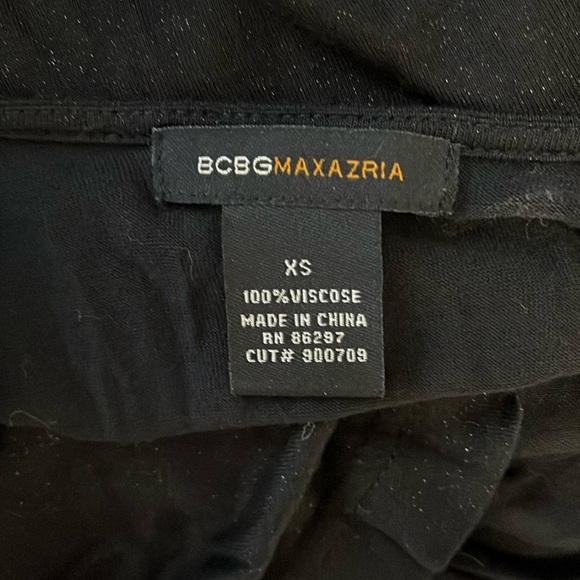 BCBGMAXAZRIA
XS
100%VISCOSE
MADE IN CHINA
RN 86297
CUT# 900709